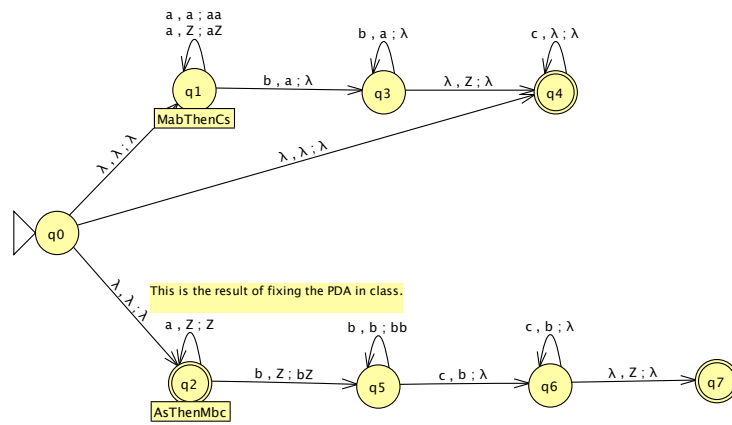 a , a ; aa
a , Z ; aZ
b , a ; λ
c , λ ; λ
q1
b , a ; λ
q3
λ , Z ; λ
q4
MabThenCs
λ , λ ; λ
λ , λ ; λ
q0
λ , λ ; λ
This is the result of fixing the PDA in class.
a , Z ; Z
b , b ; bb
c , b ; λ
q2
b , Z ; bZ
q5
c , b ; λ
q6
λ , Z ; λ
q7
AsThenMbc